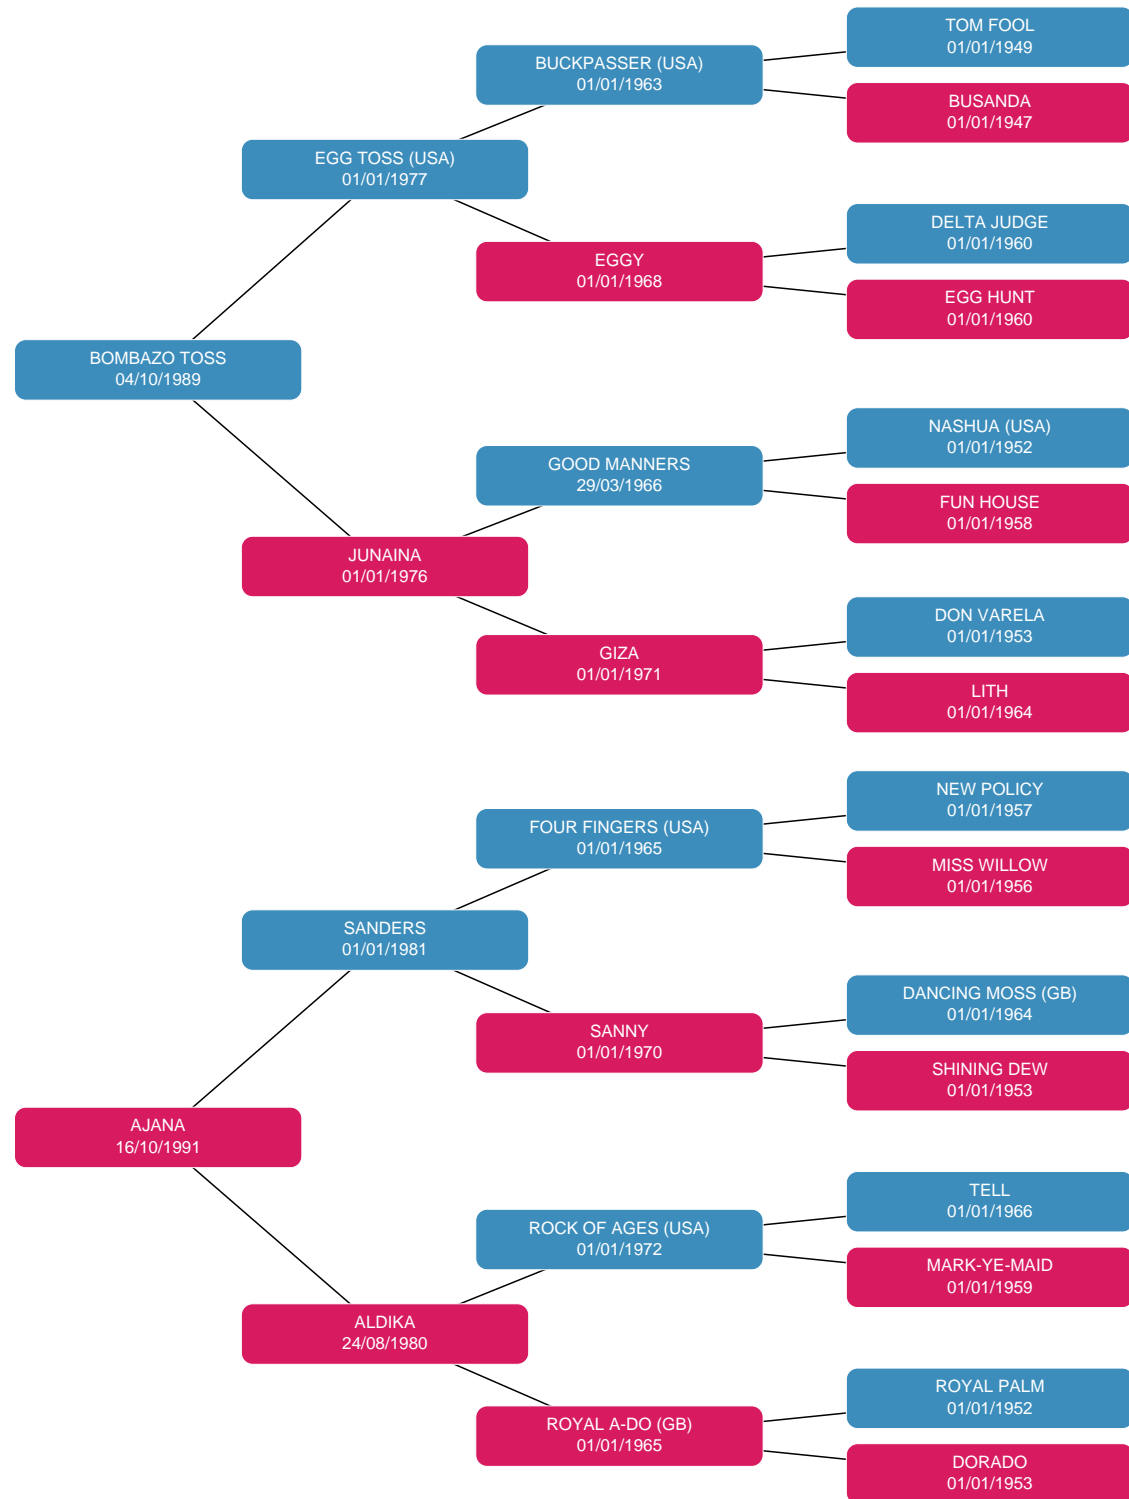 TOM FOOL
01/01/1949
BUCKPASSER (USA)
01/01/1963
BUSANDA
01/01/1947
EGG TOSS (USA)
01/01/1977
DELTA JUDGE
01/01/1960
EGGY
01/01/1968
EGG HUNT
01/01/1960
BOMBAZO TOSS
04/10/1989
NASHUA (USA)
01/01/1952
GOOD MANNERS
29/03/1966
FUN HOUSE
01/01/1958
JUNAINA
01/01/1976
DON VARELA
01/01/1953
GIZA
01/01/1971
LITH
01/01/1964
NEW POLICY
01/01/1957
FOUR FINGERS (USA)
01/01/1965
MISS WILLOW
01/01/1956
SANDERS
01/01/1981
DANCING MOSS (GB)
01/01/1964
SANNY
01/01/1970
SHINING DEW
01/01/1953
AJANA
16/10/1991
TELL
01/01/1966
ROCK OF AGES (USA)
01/01/1972
MARK-YE-MAID
01/01/1959
ALDIKA
24/08/1980
ROYAL PALM
01/01/1952
ROYAL A-DO (GB)
01/01/1965
DORADO
01/01/1953